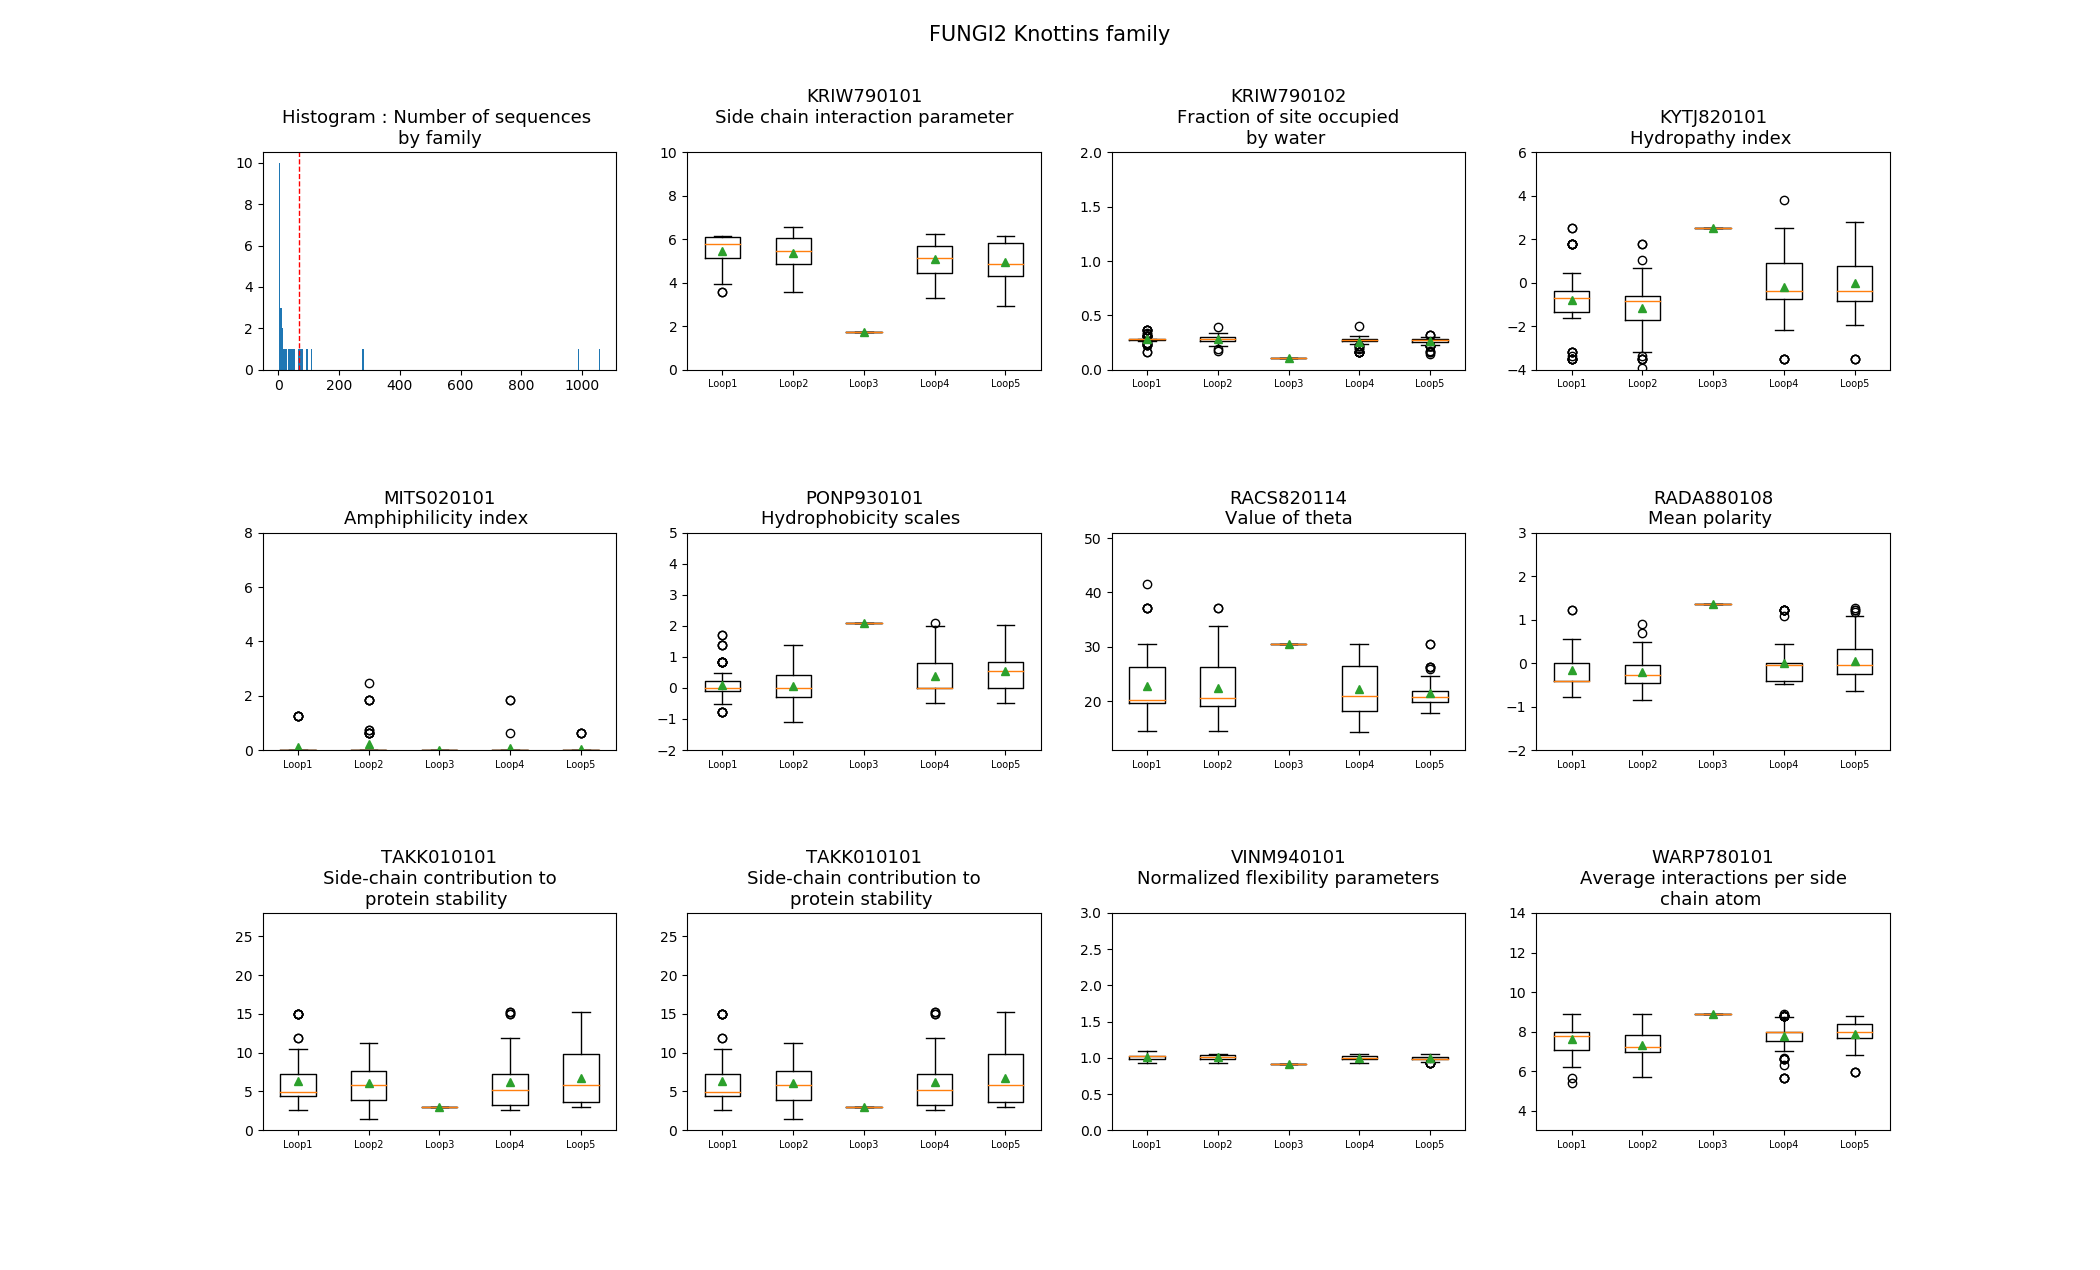 FUNGI2 Knottins family
Histogram : Number of sequences
by family
10
8
6
4
2
0
0 200 400 600 800 1000
KRIW790101
Side chain interaction parameter
10
8
6
4
2
0
Loop1 Loop2 Loop3 Loop4 Loop5
KRIW790102
Fraction of site occupied
by water
2.0
1.5
1.0
0.5
0.0
Loop1 Loop2 Loop3 Loop4 Loop5
KYTJ820101
Hydropathy index
6
4
2
0
−2
−4
Loop1 Loop2 Loop3 Loop4 Loop5
MITS020101
Amphiphilicity index
8
6
4
2
0
Loop1 Loop2 Loop3 Loop4 Loop5
PONP930101
Hydrophobicity scales
5
4
3
2
1
0
−1
−2
Loop1 Loop2 Loop3 Loop4 Loop5
RACS820114
Value of theta
50
40
30
20
Loop1 Loop2 Loop3 Loop4 Loop5
RADA880108
Mean polarity
3
2
1
0
−1
−2
Loop1 Loop2 Loop3 Loop4 Loop5
TAKK010101
Side-chain contribution to
protein stability
25
20
15
10
5
0
Loop1 Loop2 Loop3 Loop4 Loop5
TAKK010101
Side-chain contribution to
protein stability
25
20
15
10
5
0
Loop1 Loop2 Loop3 Loop4 Loop5
VINM940101
Normalized flexibility parameters
3.0
2.5
2.0
1.5
1.0
0.5
0.0
Loop1 Loop2 Loop3 Loop4 Loop5
WARP780101
Average interactions per side
chain atom
14
12
10
8
6
4
Loop1 Loop2 Loop3 Loop4 Loop5